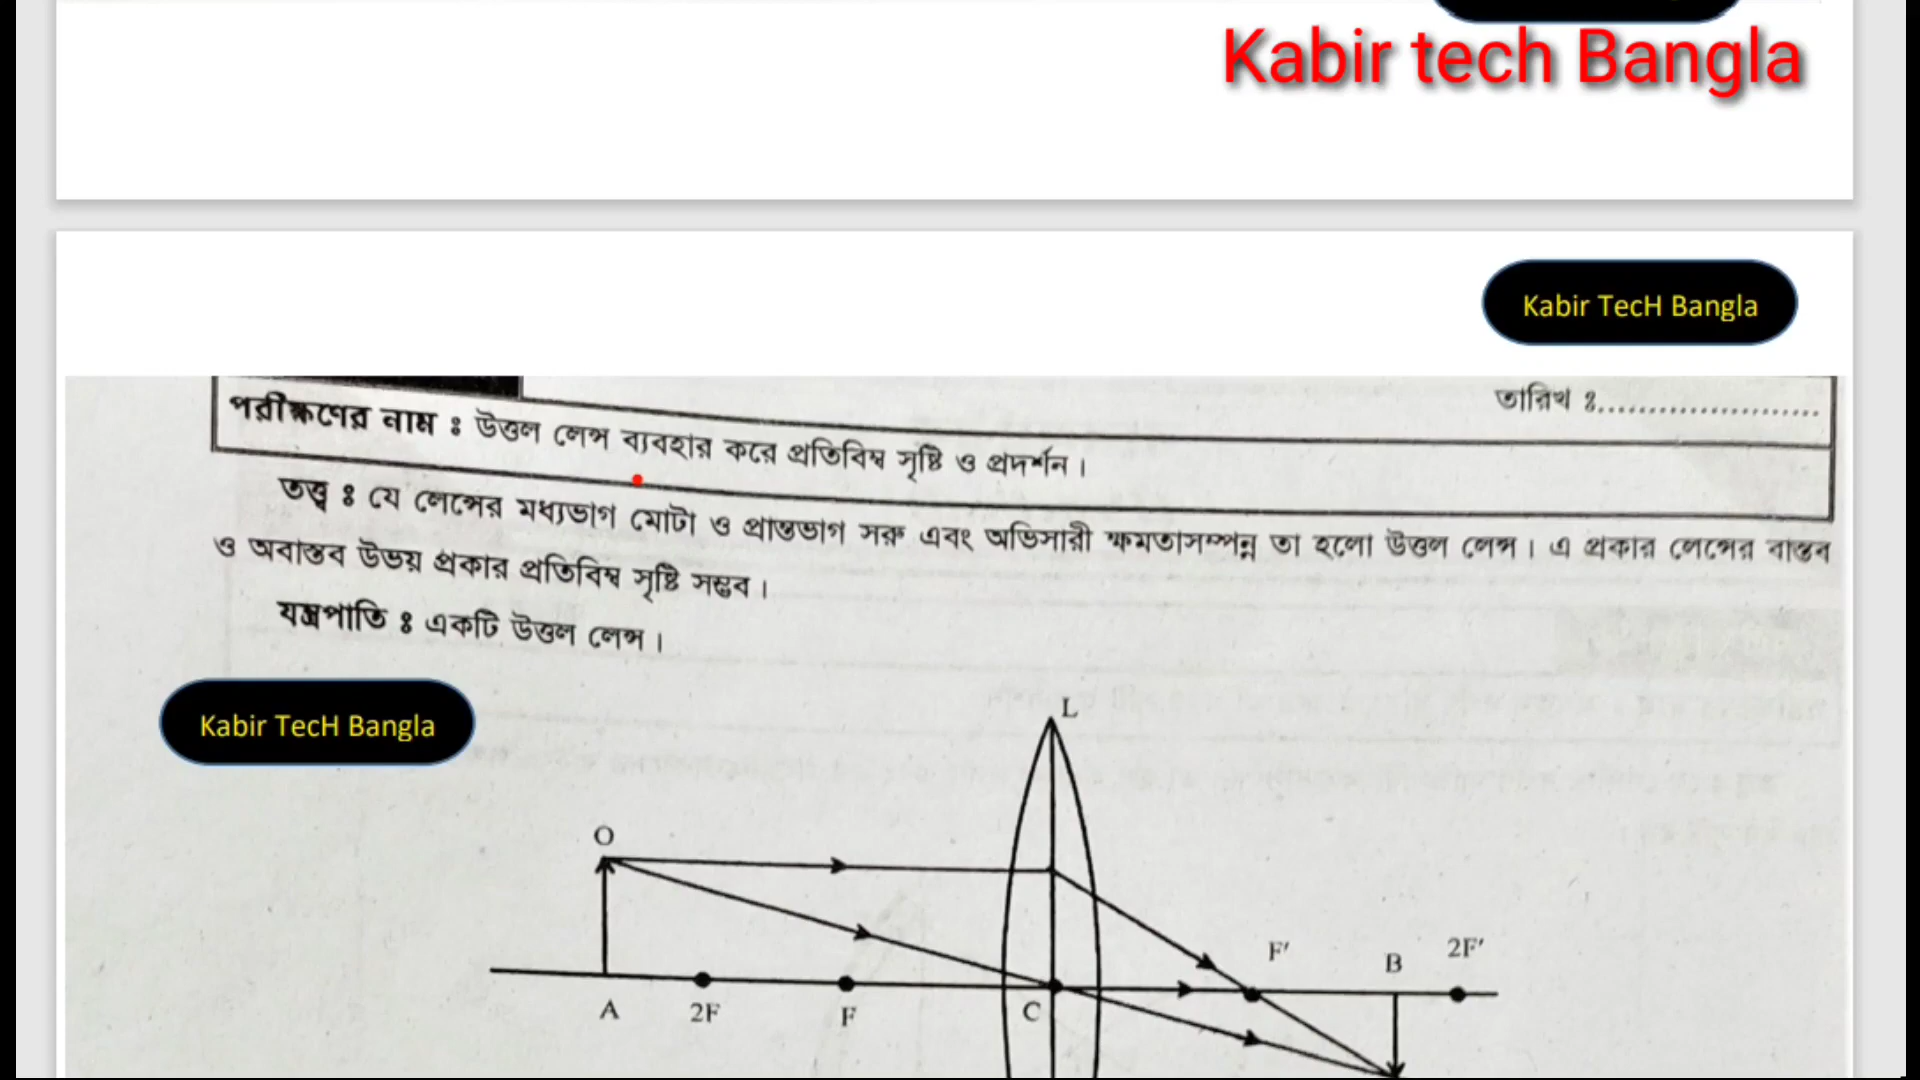 Kabir tech Bangla
Kabir TecH Bangla
তারিখ ঃ......................
পরীক্ষণের নাম ঃ উত্তল লেন্স ব্যবহার করে প্রতিবিম্ব সৃষ্টি ও প্রদর্শন।
তত্ত্ব ঃ যে লেন্সের মধ্যভাগ মোটা ও প্রান্তভাগ সরু এবং অভিসারী ক্ষমতাসম্পন্ন তা হলো উত্তল লেন্স। এ প্রকার লেন্সের বাস্তব
ও অবাস্তব উভয় প্রকার প্রতিবিম্ব সৃষ্টি সম্ভব।
যন্ত্রপাতি ঃ একটি উত্তল লেন্স।
Kabir TecH Bangla
L
O
F′ B 2F′
A 2F F C